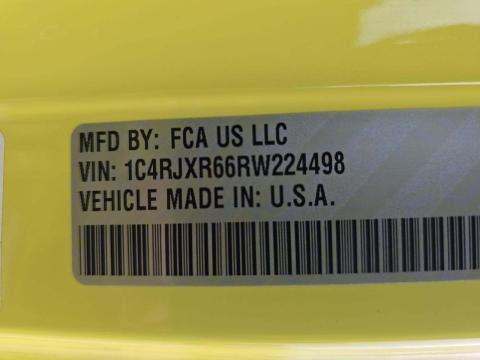 MFD BY: FCA US LLC
VIN: 1C4RJXR66RW224498
VEHICLE MADE IN: U.S.A.